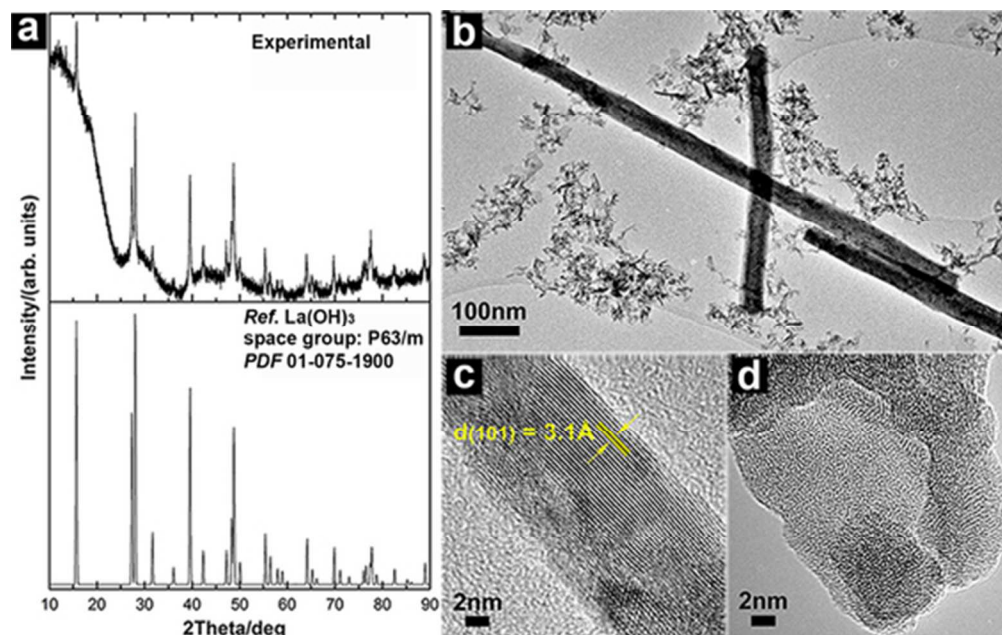 a
Experimental
Intensity/(arb. units)
Ref. La(OH)₃
space group: P63/m
PDF 01-075-1900
10 20 30 40 50 60 70 80 90
2Theta/deg
b
100nm
c
d(101) = 3.1A
2nm
d
2nm